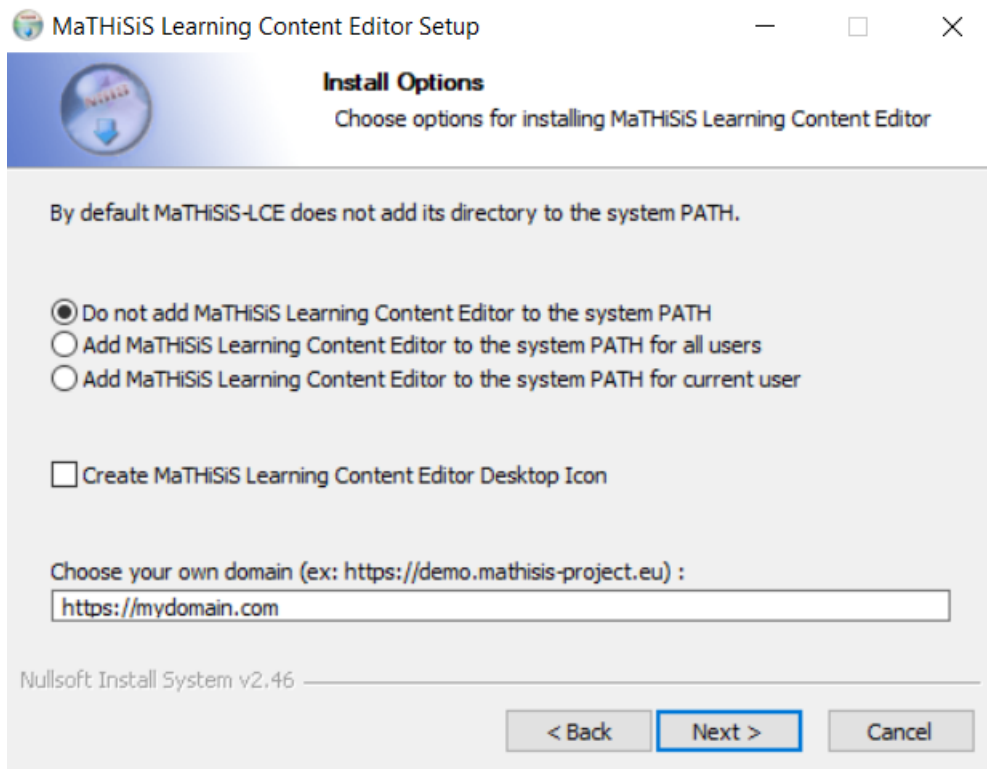 MaTHiSiS Learning Content Editor Setup
Install Options
Choose options for installing MaTHiSiS Learning Content Editor
By default MaTHiSiS-LCE does not add its directory to the system PATH.
Do not add MaTHiSiS Learning Content Editor to the system PATH
Add MaTHiSiS Learning Content Editor to the system PATH for all users
Add MaTHiSiS Learning Content Editor to the system PATH for current user
Create MaTHiSiS Learning Content Editor Desktop Icon
Choose your own domain (ex: https://demo.mathisis-project.eu) :
https://mydomain.com
Nullsoft Install System v2.46
< Back Next > Cancel